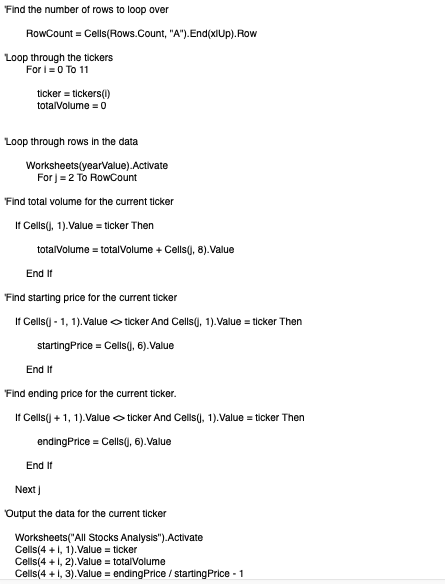 'Find the number of rows to loop over
RowCount = Cells(Rows.Count, "A").End(xlUp).Row
'Loop through the tickers
For i = 0 To 11
ticker = tickers(i)
totalVolume = 0
'Loop through rows in the data
Worksheets(yearValue).Activate
For j = 2 To RowCount
'Find total volume for the current ticker
If Cells(j, 1).Value = ticker Then
totalVolume = totalVolume + Cells(j, 8).Value
End If
'Find starting price for the current ticker
If Cells(j - 1, 1).Value <> ticker And Cells(j, 1).Value = ticker Then
startingPrice = Cells(j, 6).Value
End If
'Find ending price for the current ticker.
If Cells(j + 1, 1).Value <> ticker And Cells(j, 1).Value = ticker Then
endingPrice = Cells(j, 6).Value
End If
Next j
'Output the data for the current ticker
Worksheets("All Stocks Analysis").Activate
Cells(4 + i, 1).Value = ticker
Cells(4 + i, 2).Value = totalVolume
Cells(4 + i, 3).Value = endingPrice / startingPrice - 1